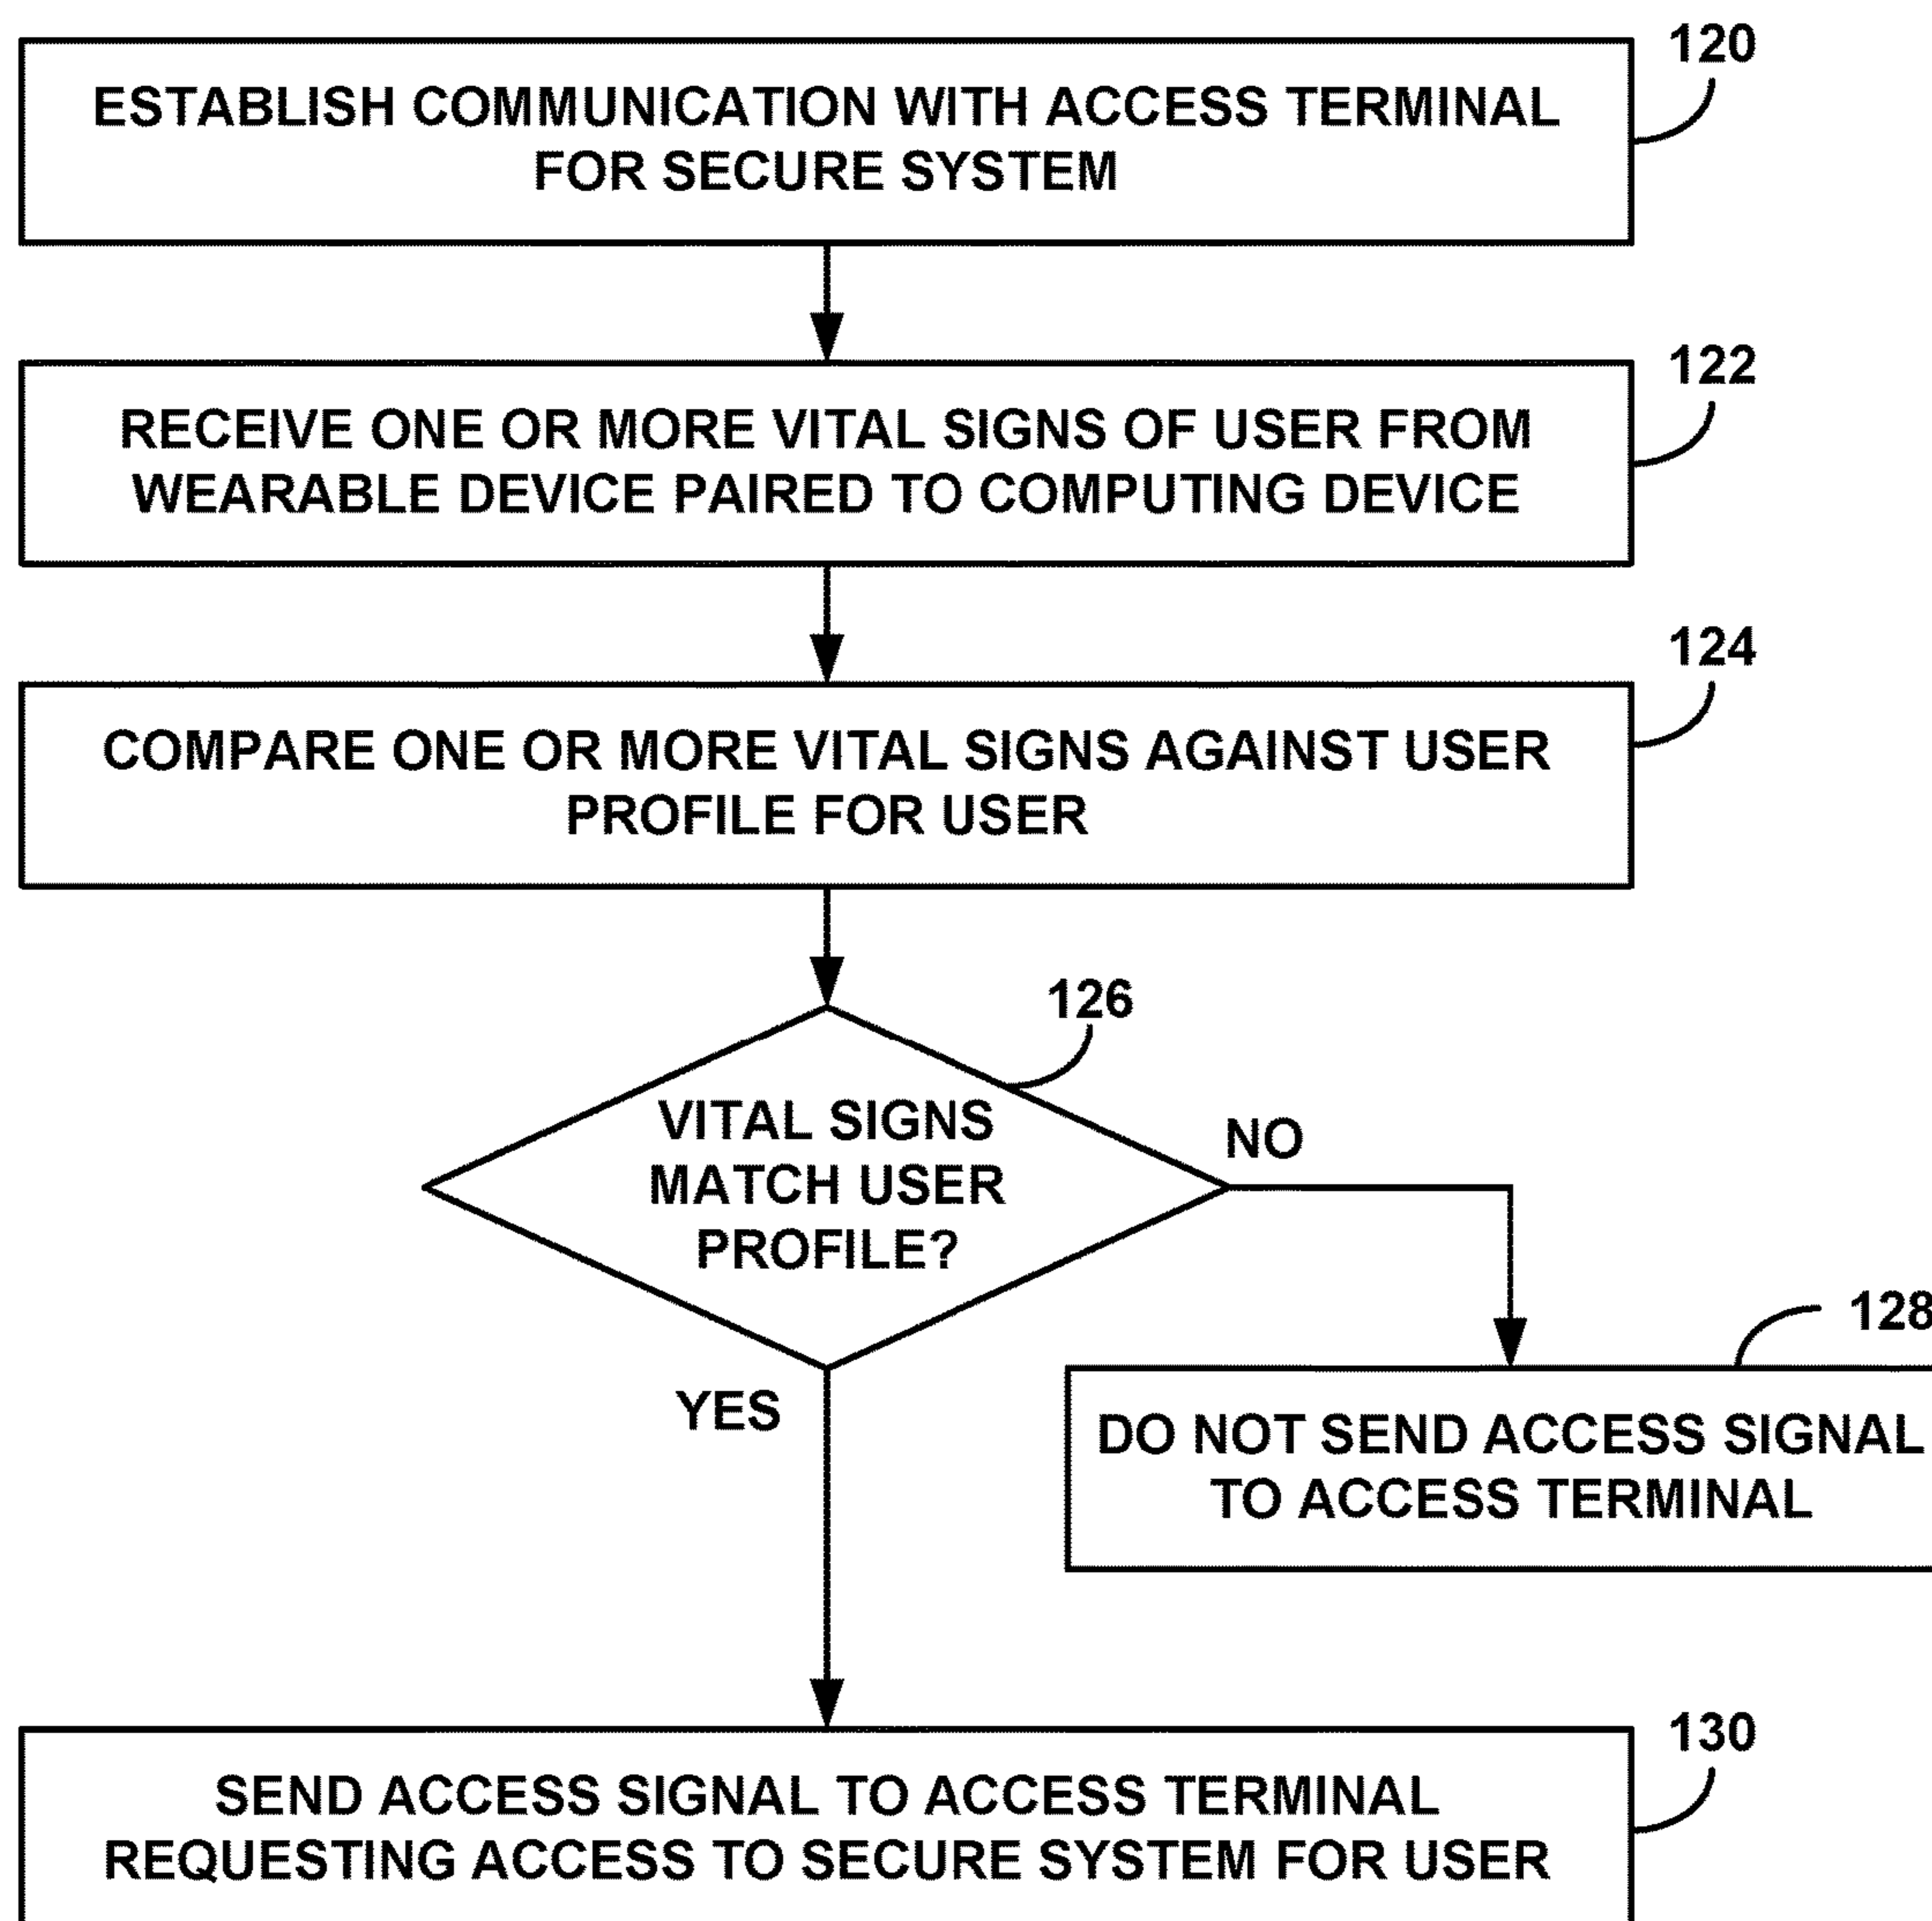 120
ESTABLISH COMMUNICATION WITH ACCESS TERMINAL
FOR SECURE SYSTEM
122
RECEIVE ONE OR MORE VITAL SIGNS OF USER FROM
WEARABLE DEVICE PAIRED TO COMPUTING DEVICE
124
COMPARE ONE OR MORE VITAL SIGNS AGAINST USER
PROFILE FOR USER
126
VITAL SIGNS
MATCH USER
PROFILE?
NO
128
DO NOT SEND ACCESS SIGNAL
TO ACCESS TERMINAL
YES
130
SEND ACCESS SIGNAL TO ACCESS TERMINAL
REQUESTING ACCESS TO SECURE SYSTEM FOR USER